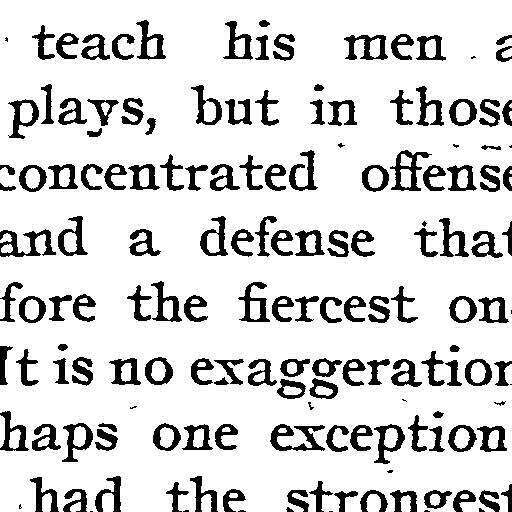 teach his men a
plays, but in those
concentrated offense
and a defense that
fore the fiercest on-
It is no exaggeration
haps one exception
had the strongest